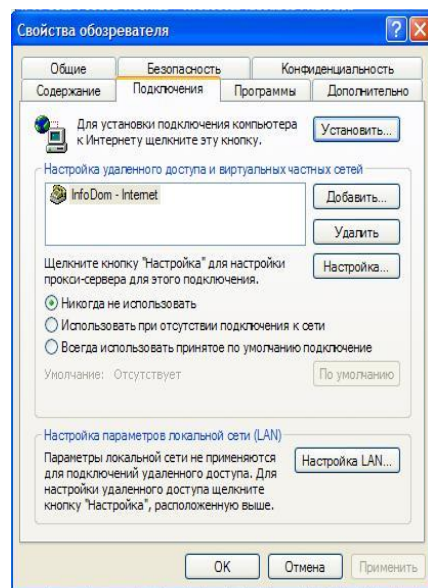 Свойства обозревателя
Общие Безопасность Конфиденциальность
Содержание Подключения Программы Дополнительно
Для установки подключения компьютера
к Интернету щелкните эту кнопку.
Установить...
Настройка удаленного доступа и виртуальных частных сетей
InfoDom - Internet
Добавить...
Удалить
Щелкните кнопку "Настройка" для настройки
прокси-сервера для этого подключения.
Настройка...
Никогда не использовать
Использовать при отсутствии подключения к сети
Всегда использовать принятое по умолчанию подключение
Умолчание: Отсутствует
По умолчанию
Настройка параметров локальной сети (LAN)
Параметры локальной сети не применяются
для подключений удаленного доступа. Для
настройки удаленного доступа щелкните
кнопку "Настройка", расположенную выше.
Настройка LAN...
OK Отмена Применить